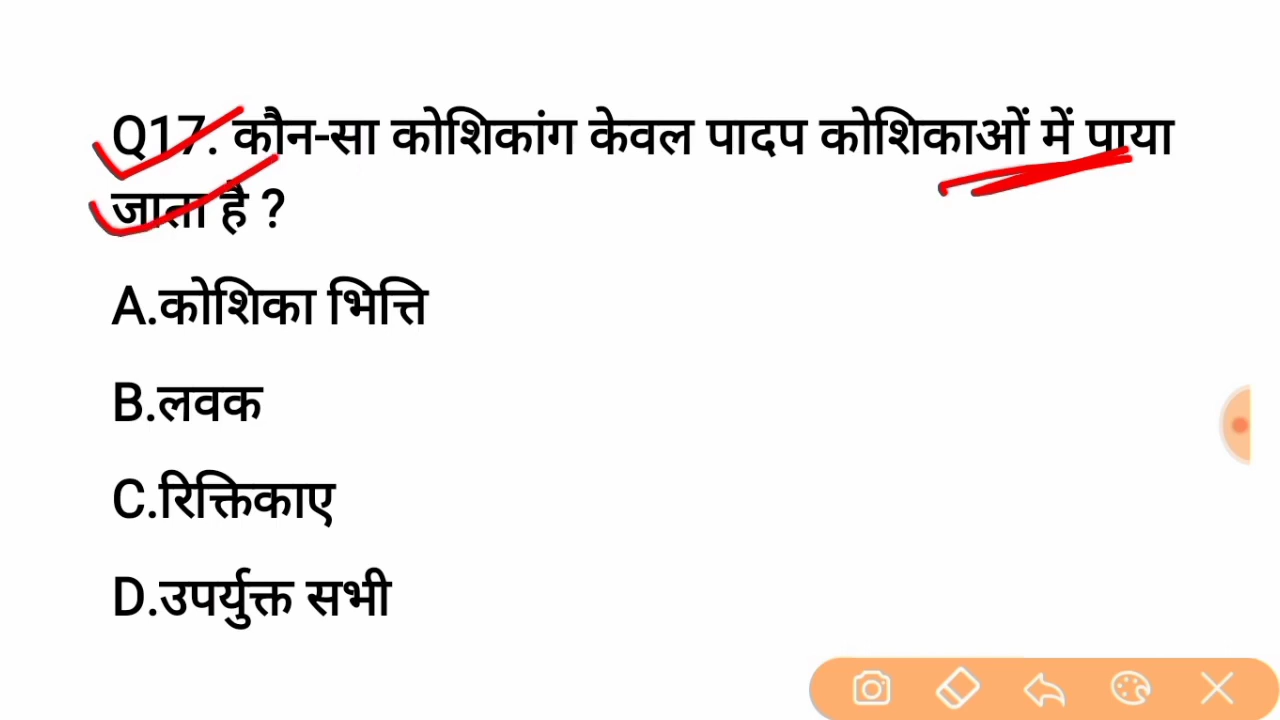 Q17. कौन-सा कोशिकांग केवल पादप कोशिकाओं में पाया
जाता है ?
A.कोशिका भित्ति
B.लवक
C.रिक्तिकाए
D.उपर्युक्त सभी